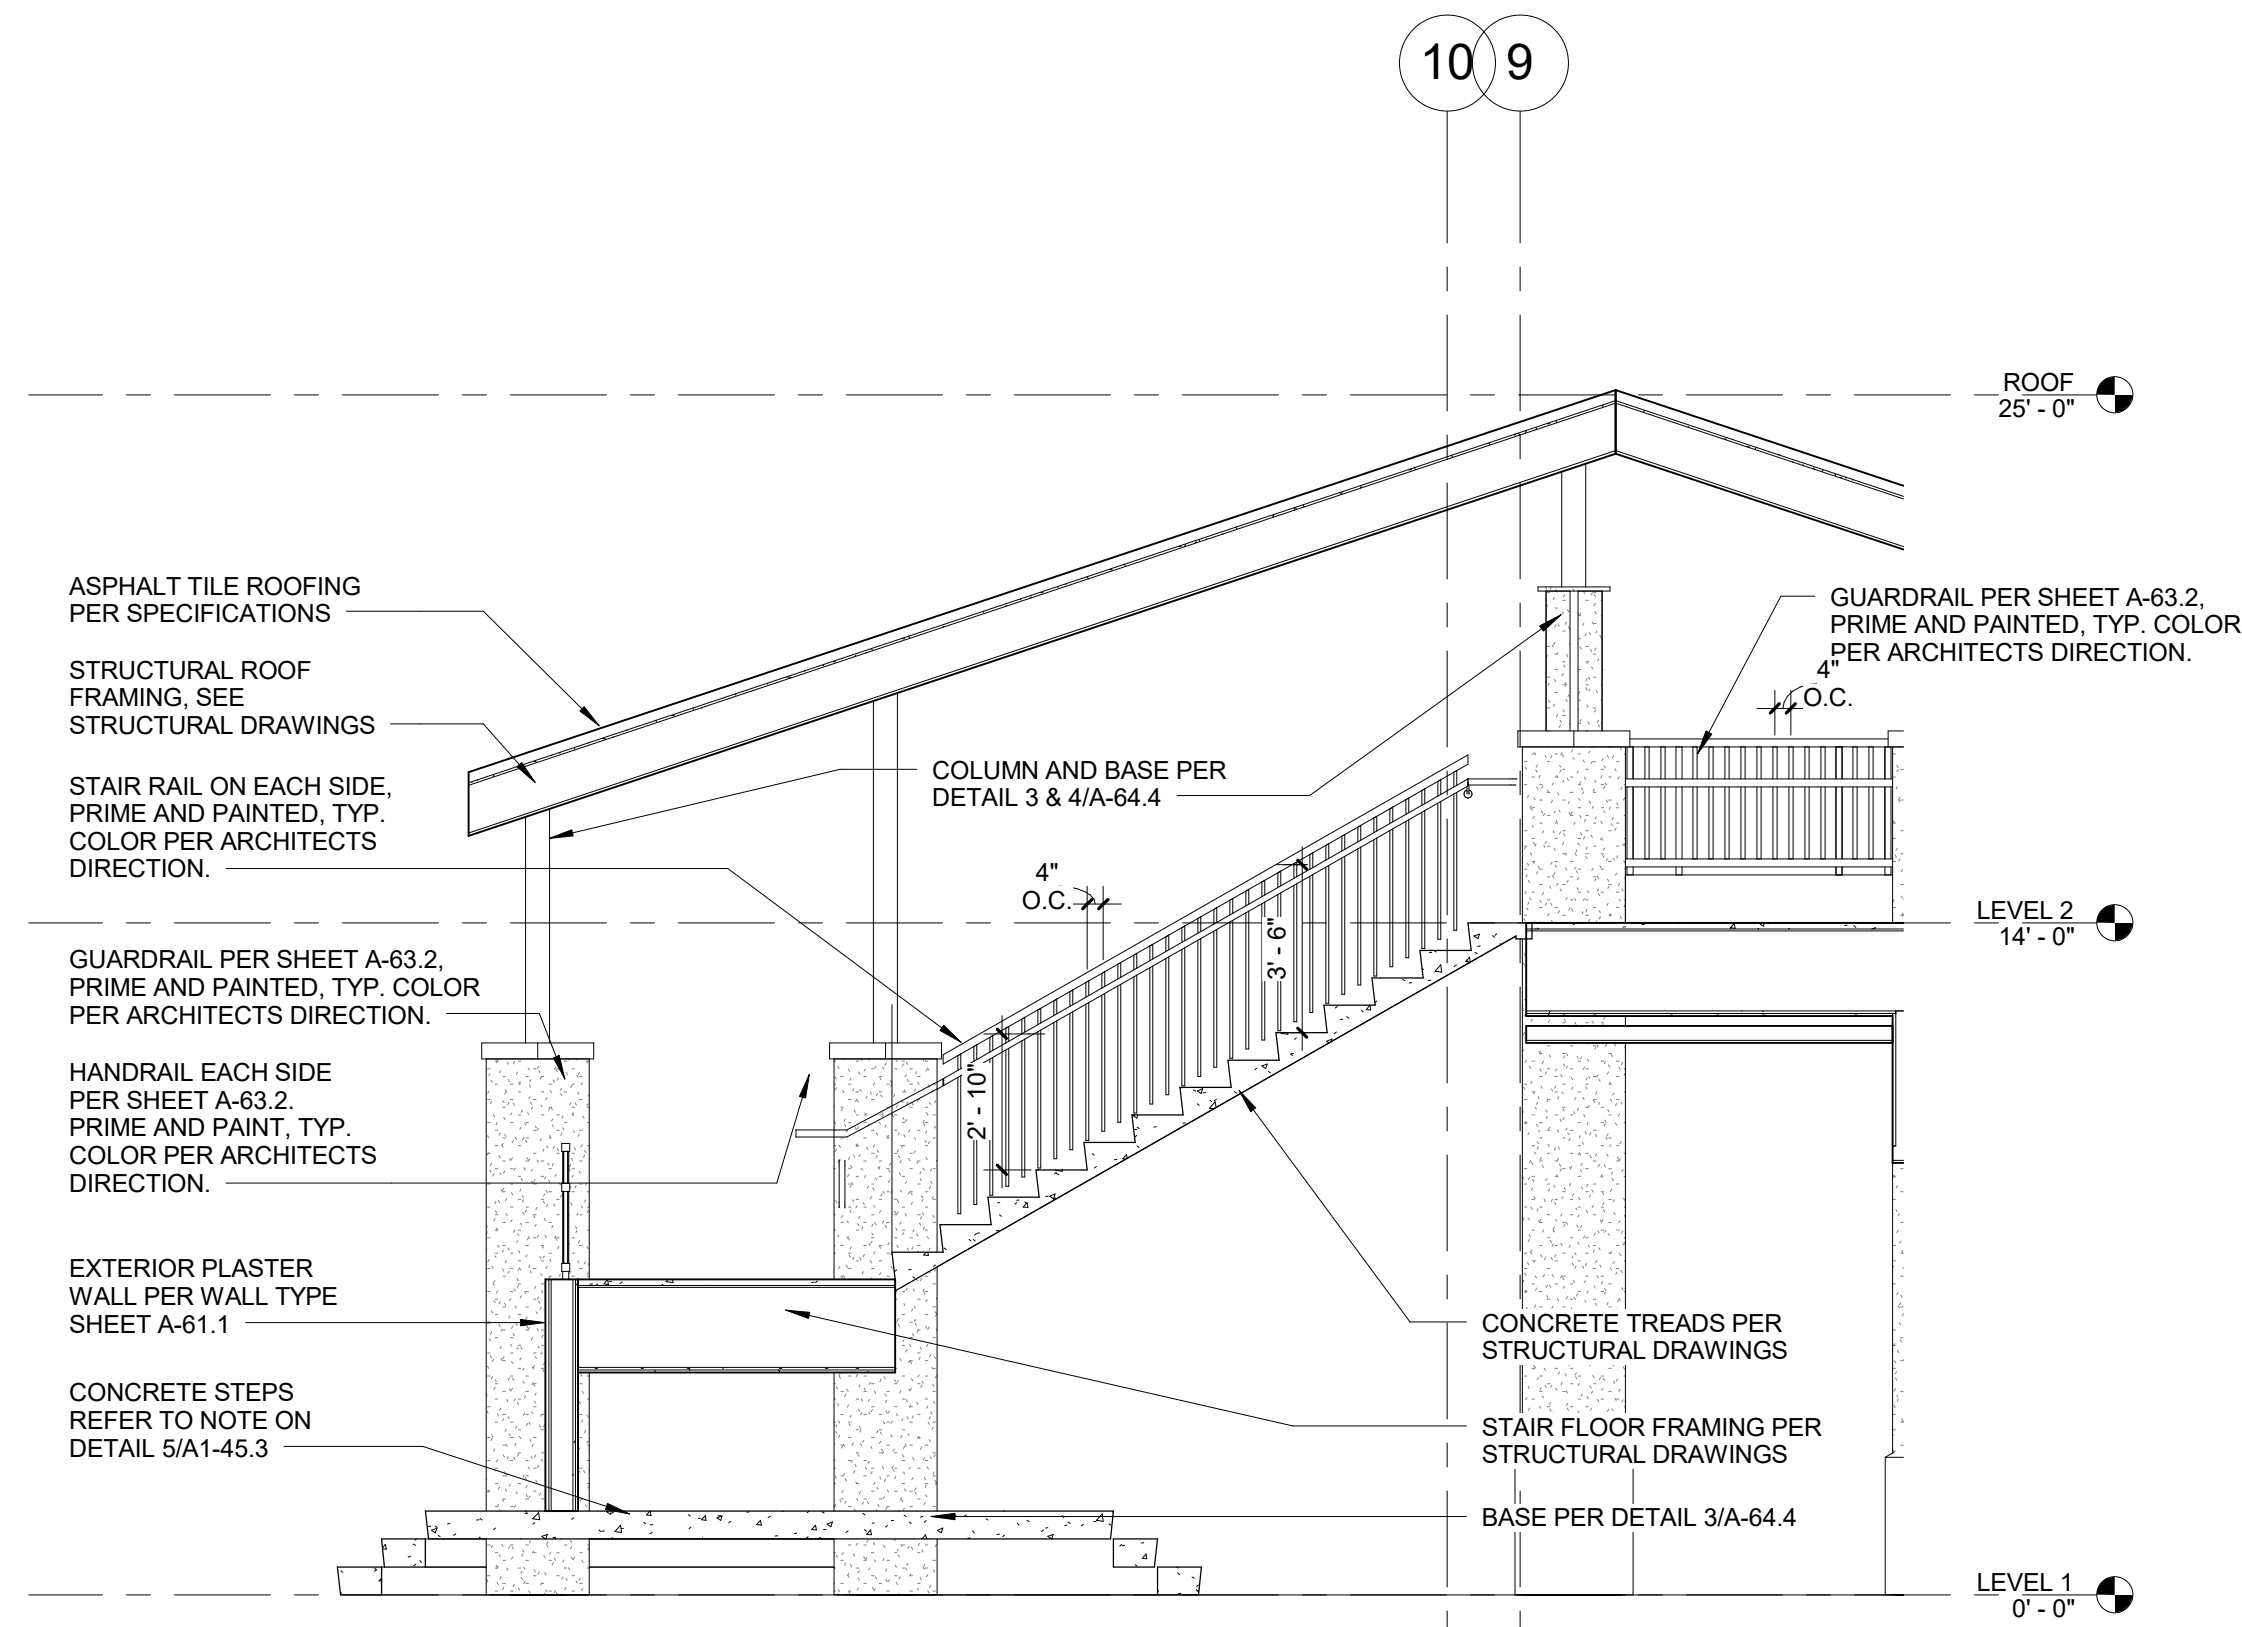 10
9
ROOF
25' - 0"
ASPHALT TILE ROOFING
PER SPECIFICATIONS
STRUCTURAL ROOF
FRAMING, SEE
STRUCTURAL DRAWINGS
STAIR RAIL ON EACH SIDE,
PRIME AND PAINTED, TYP.
COLOR PER ARCHITECTS
DIRECTION.
GUARDRAIL PER SHEET A-63.2,
PRIME AND PAINTED, TYP. COLOR
PER ARCHITECTS DIRECTION.
HANDRAIL EACH SIDE
PER SHEET A-63.2.
PRIME AND PAINT, TYP.
COLOR PER ARCHITECTS
DIRECTION.
EXTERIOR PLASTER
WALL PER WALL TYPE
SHEET A-61.1
CONCRETE STEPS
REFER TO NOTE ON
DETAIL 5/A1-45.3
COLUMN AND BASE PER
DETAIL 3 & 4/A-64.4
4"
O.C.
2' - 10"
3' - 6"
GUARDRAIL PER SHEET A-63.2,
PRIME AND PAINTED, TYP. COLOR
PER ARCHITECTS DIRECTION.
4"
O.C.
LEVEL 2
14' - 0"
CONCRETE TREADS PER
STRUCTURAL DRAWINGS
STAIR FLOOR FRAMING PER
STRUCTURAL DRAWINGS
BASE PER DETAIL 3/A-64.4
LEVEL 1
0' - 0"